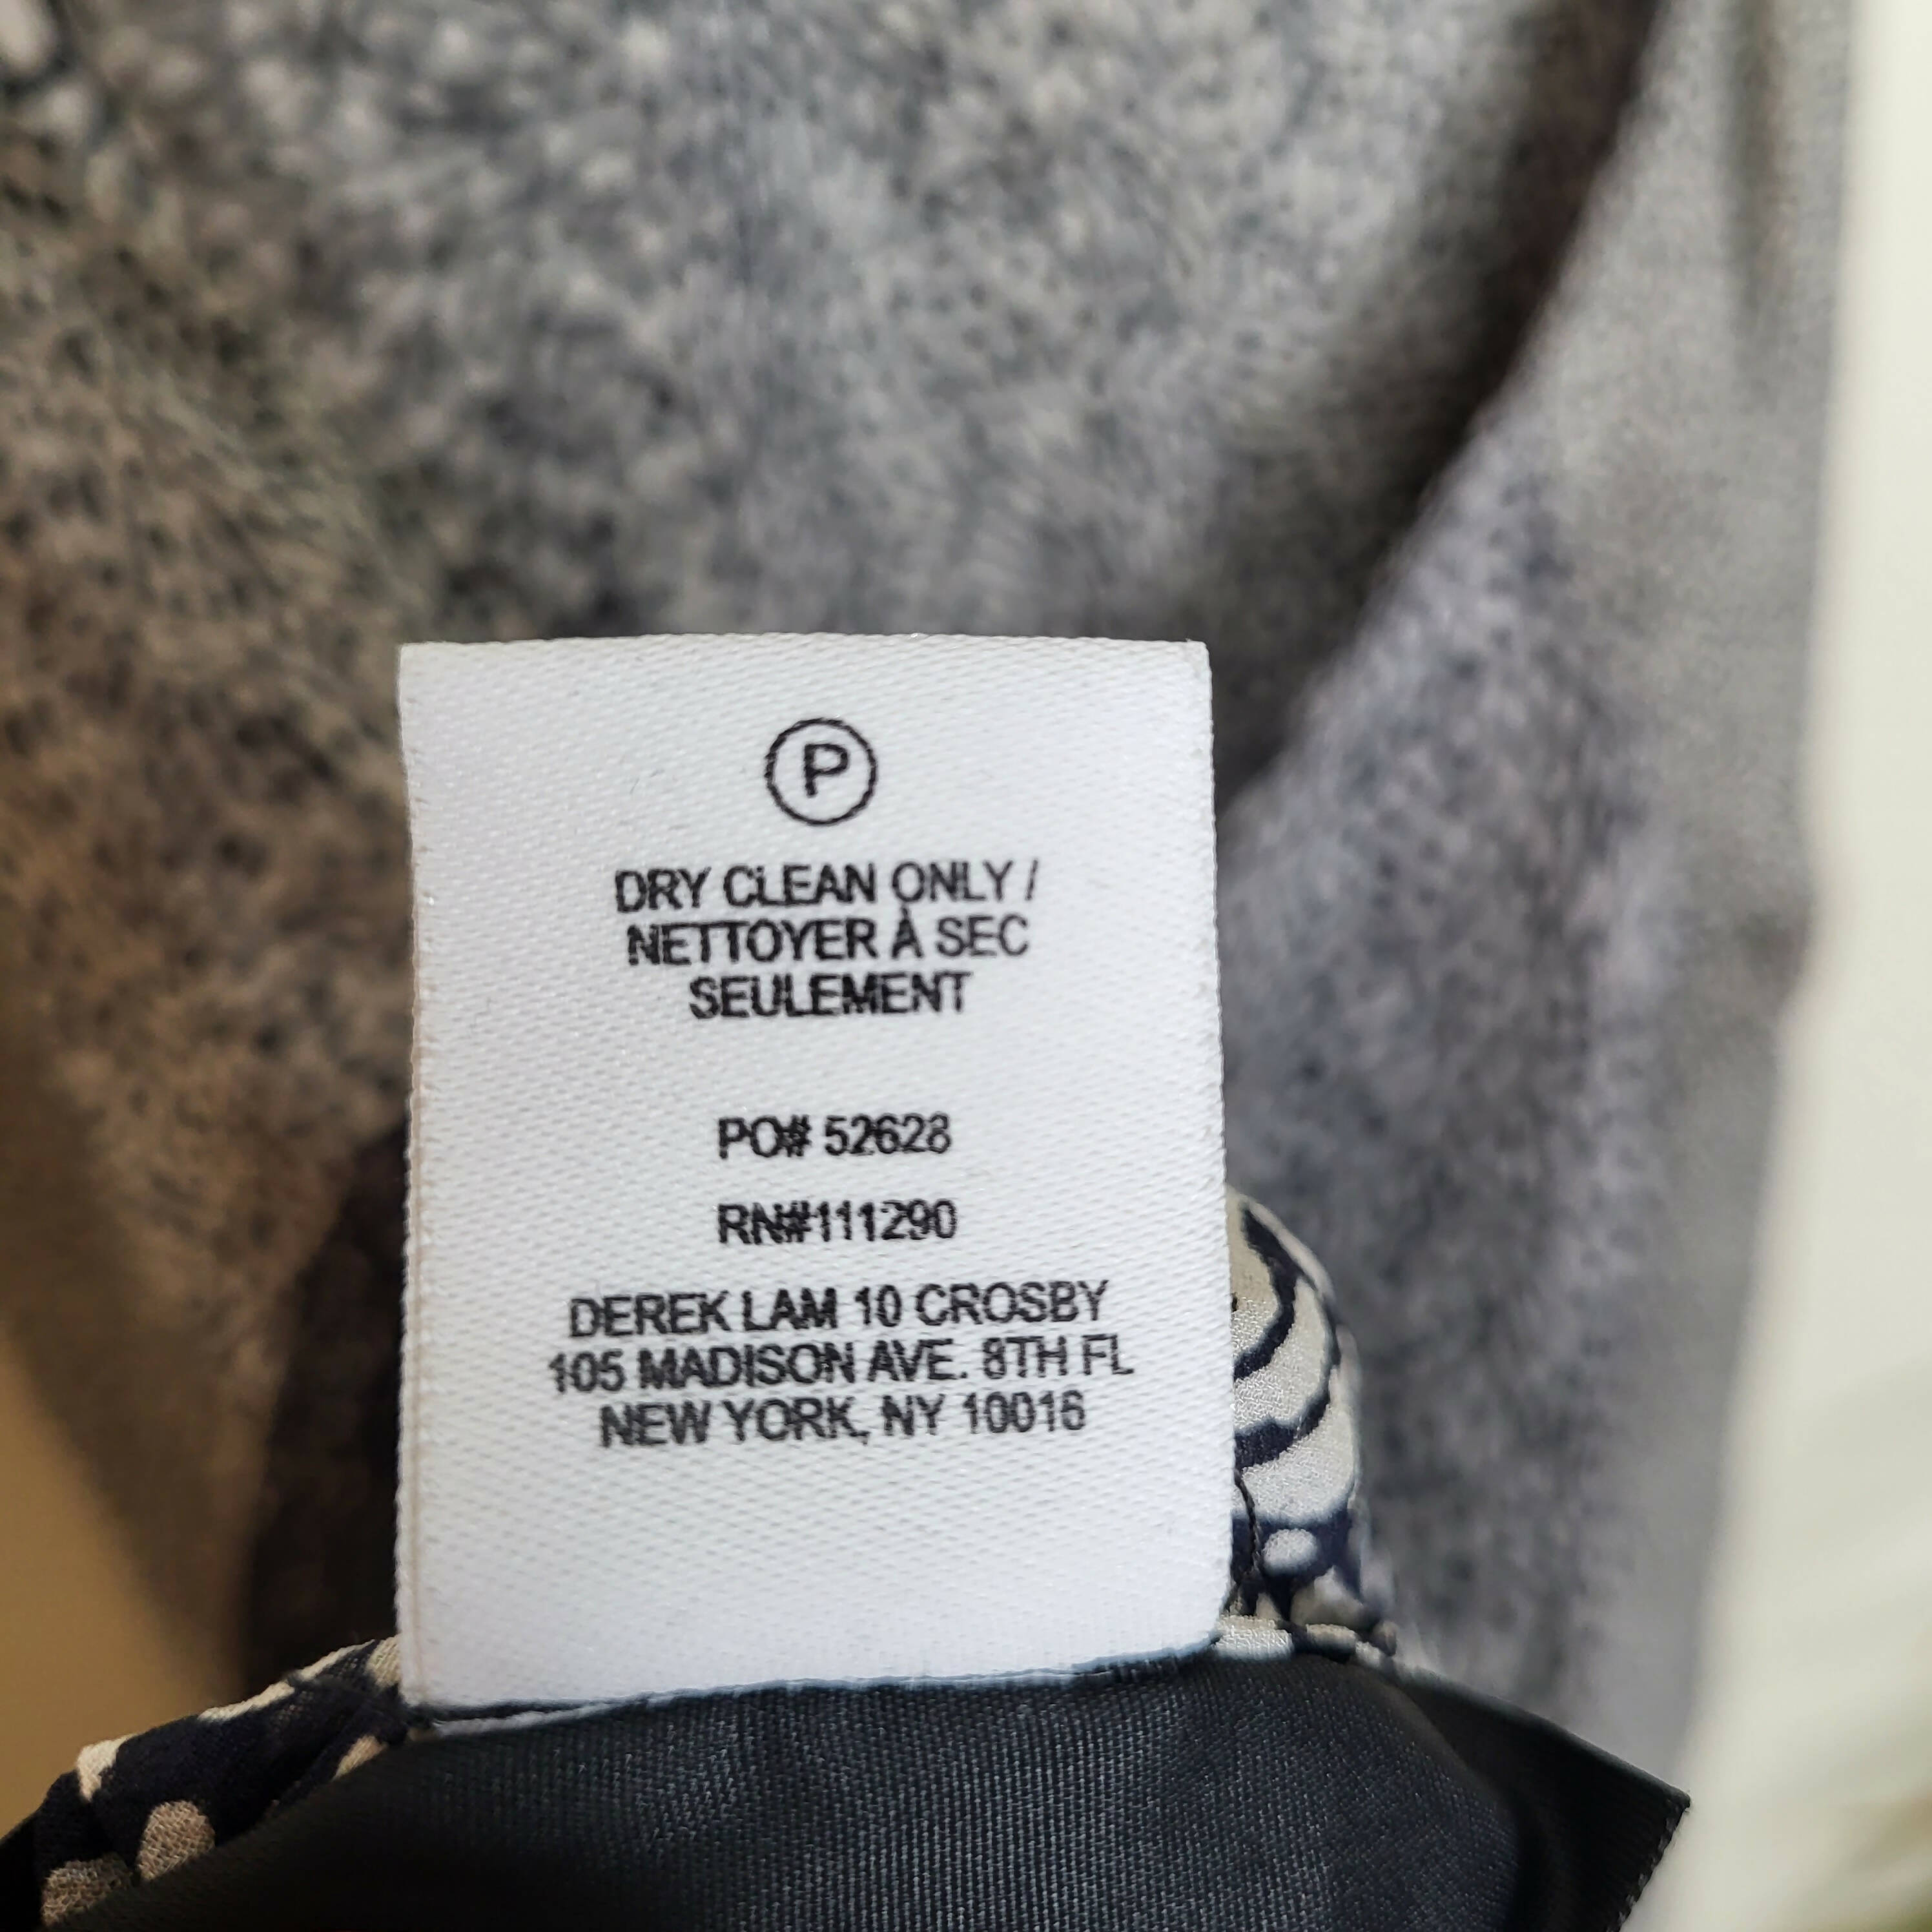 P
DRY CLEAN ONLY /
NETTOYER À SEC
SEULEMENT
PO# 52628
RN#111290
DEREK LAM 10 CROSBY
105 MADISON AVE. 8TH FL
NEW YORK, NY 10016